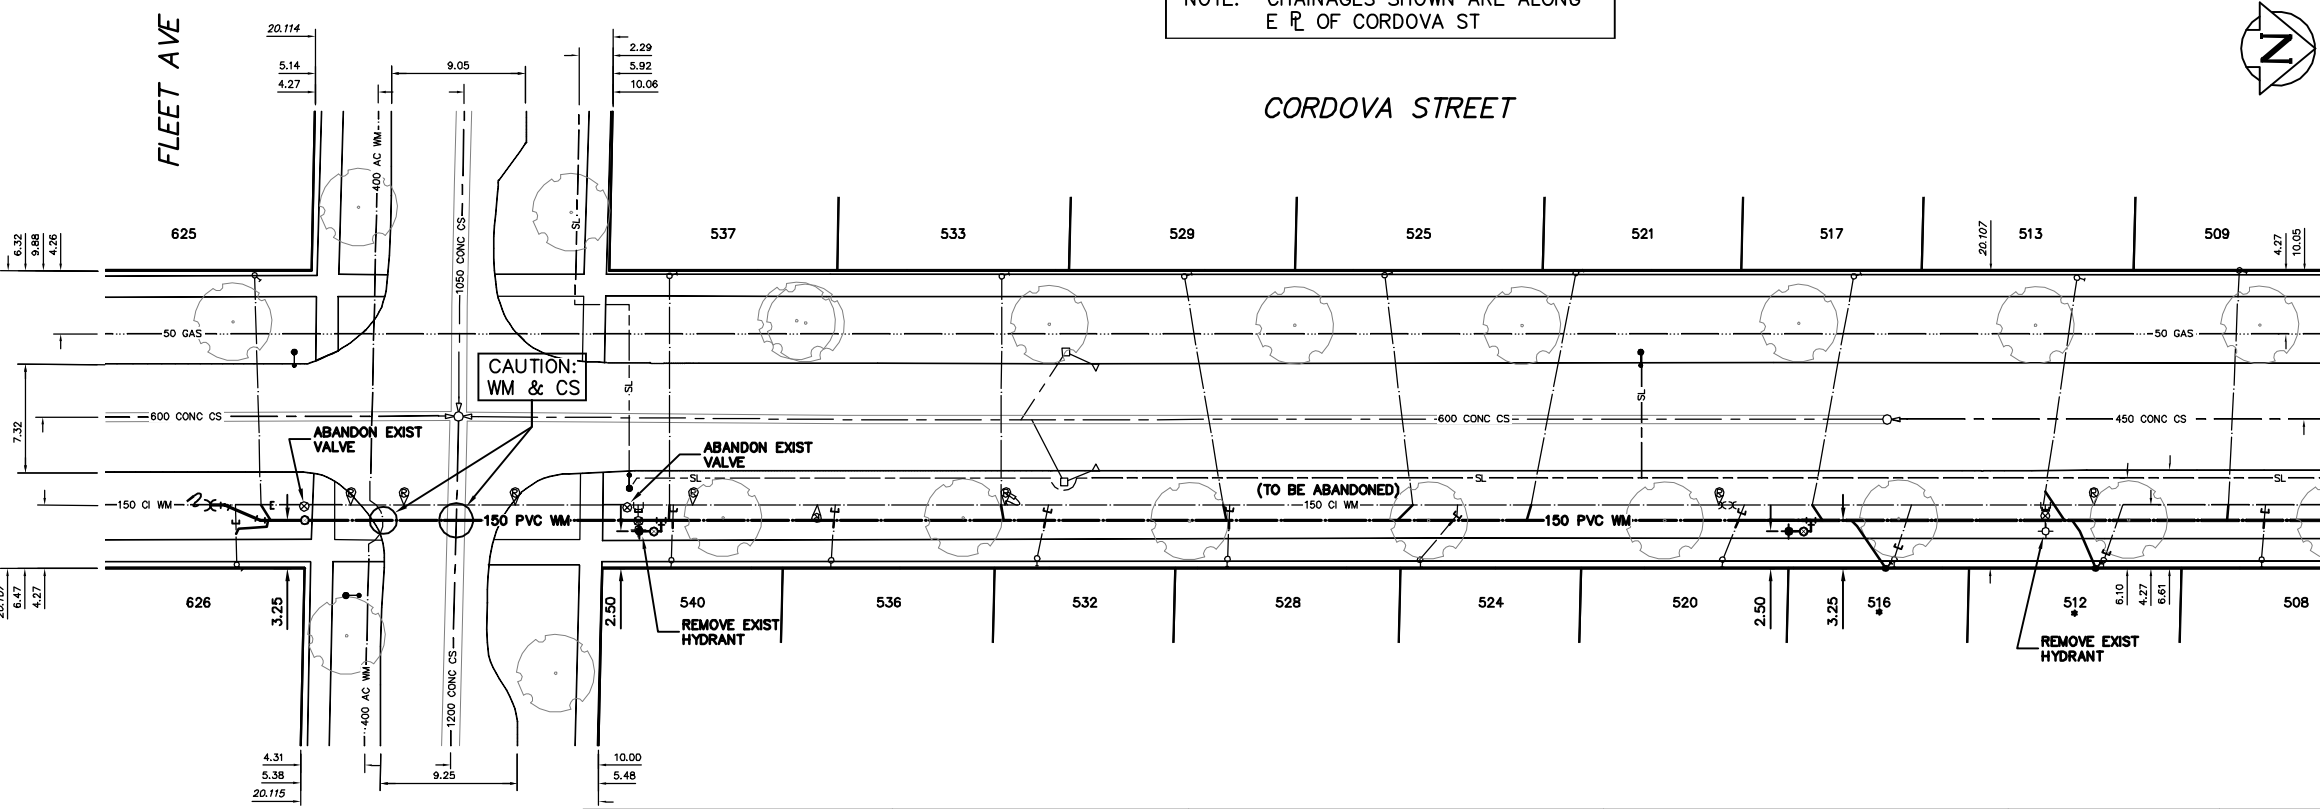 NOTE: CHAINAGES SHOWN ARE ALONG
E ⅊ OF CORDOVA ST
N
FLEET AVE
CORDOVA STREET
20.114
5.14
4.27
9.05
2.29
5.92
10.06
400 AC WM
1050 CONC CS
SL
6.32
9.88
4.26
625
537
533
529
525
521
517
513
509
20.107
4.27
10.05
50 GAS
50 GAS
CAUTION:
WM & CS
SL
SL
7.32
600 CONC CS
600 CONC CS
450 CONC CS
ABANDON EXIST
VALVE
ABANDON EXIST
VALVE
SL
SL
SL
(TO BE ABANDONED)
150 CI WM
E
150 CI WM
150 PVC WM
150 PVC WM
20.107
6.47
4.27
626
3.25
2.50
540
536
532
528
524
520
2.50
3.25
516
*
512
*
6.10
4.27
6.61
508
REMOVE EXIST
HYDRANT
REMOVE EXIST
HYDRANT
400 AC WM
1200 CONC CS
4.31
5.38
20.115
9.25
10.00
5.48